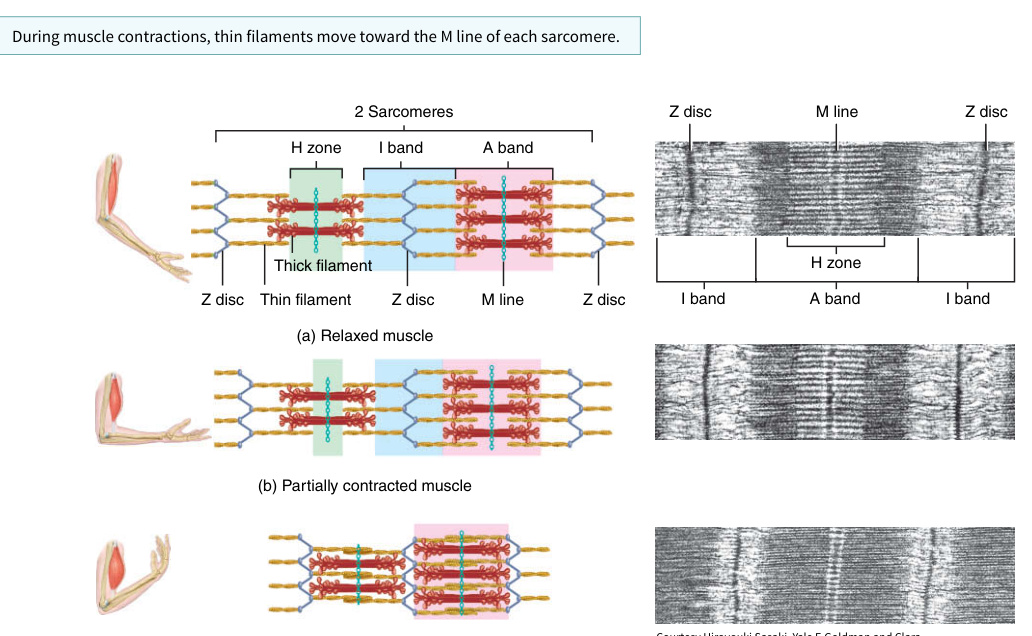 During muscle contractions, thin filaments move toward the M line of each sarcomere.
2 Sarcomeres
H zone I band A band
Thick filament
Z disc Thin filament Z disc M line Z disc
(a) Relaxed muscle
Z disc M line Z disc
H zone
I band A band I band
(b) Partially contracted muscle